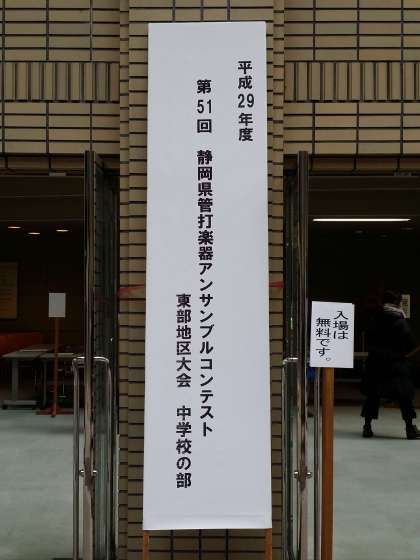 平成29年度
第51回 静岡県管打楽器アンサンブルコンテスト
東部地区大会 中学校の部
入場は
無料です。